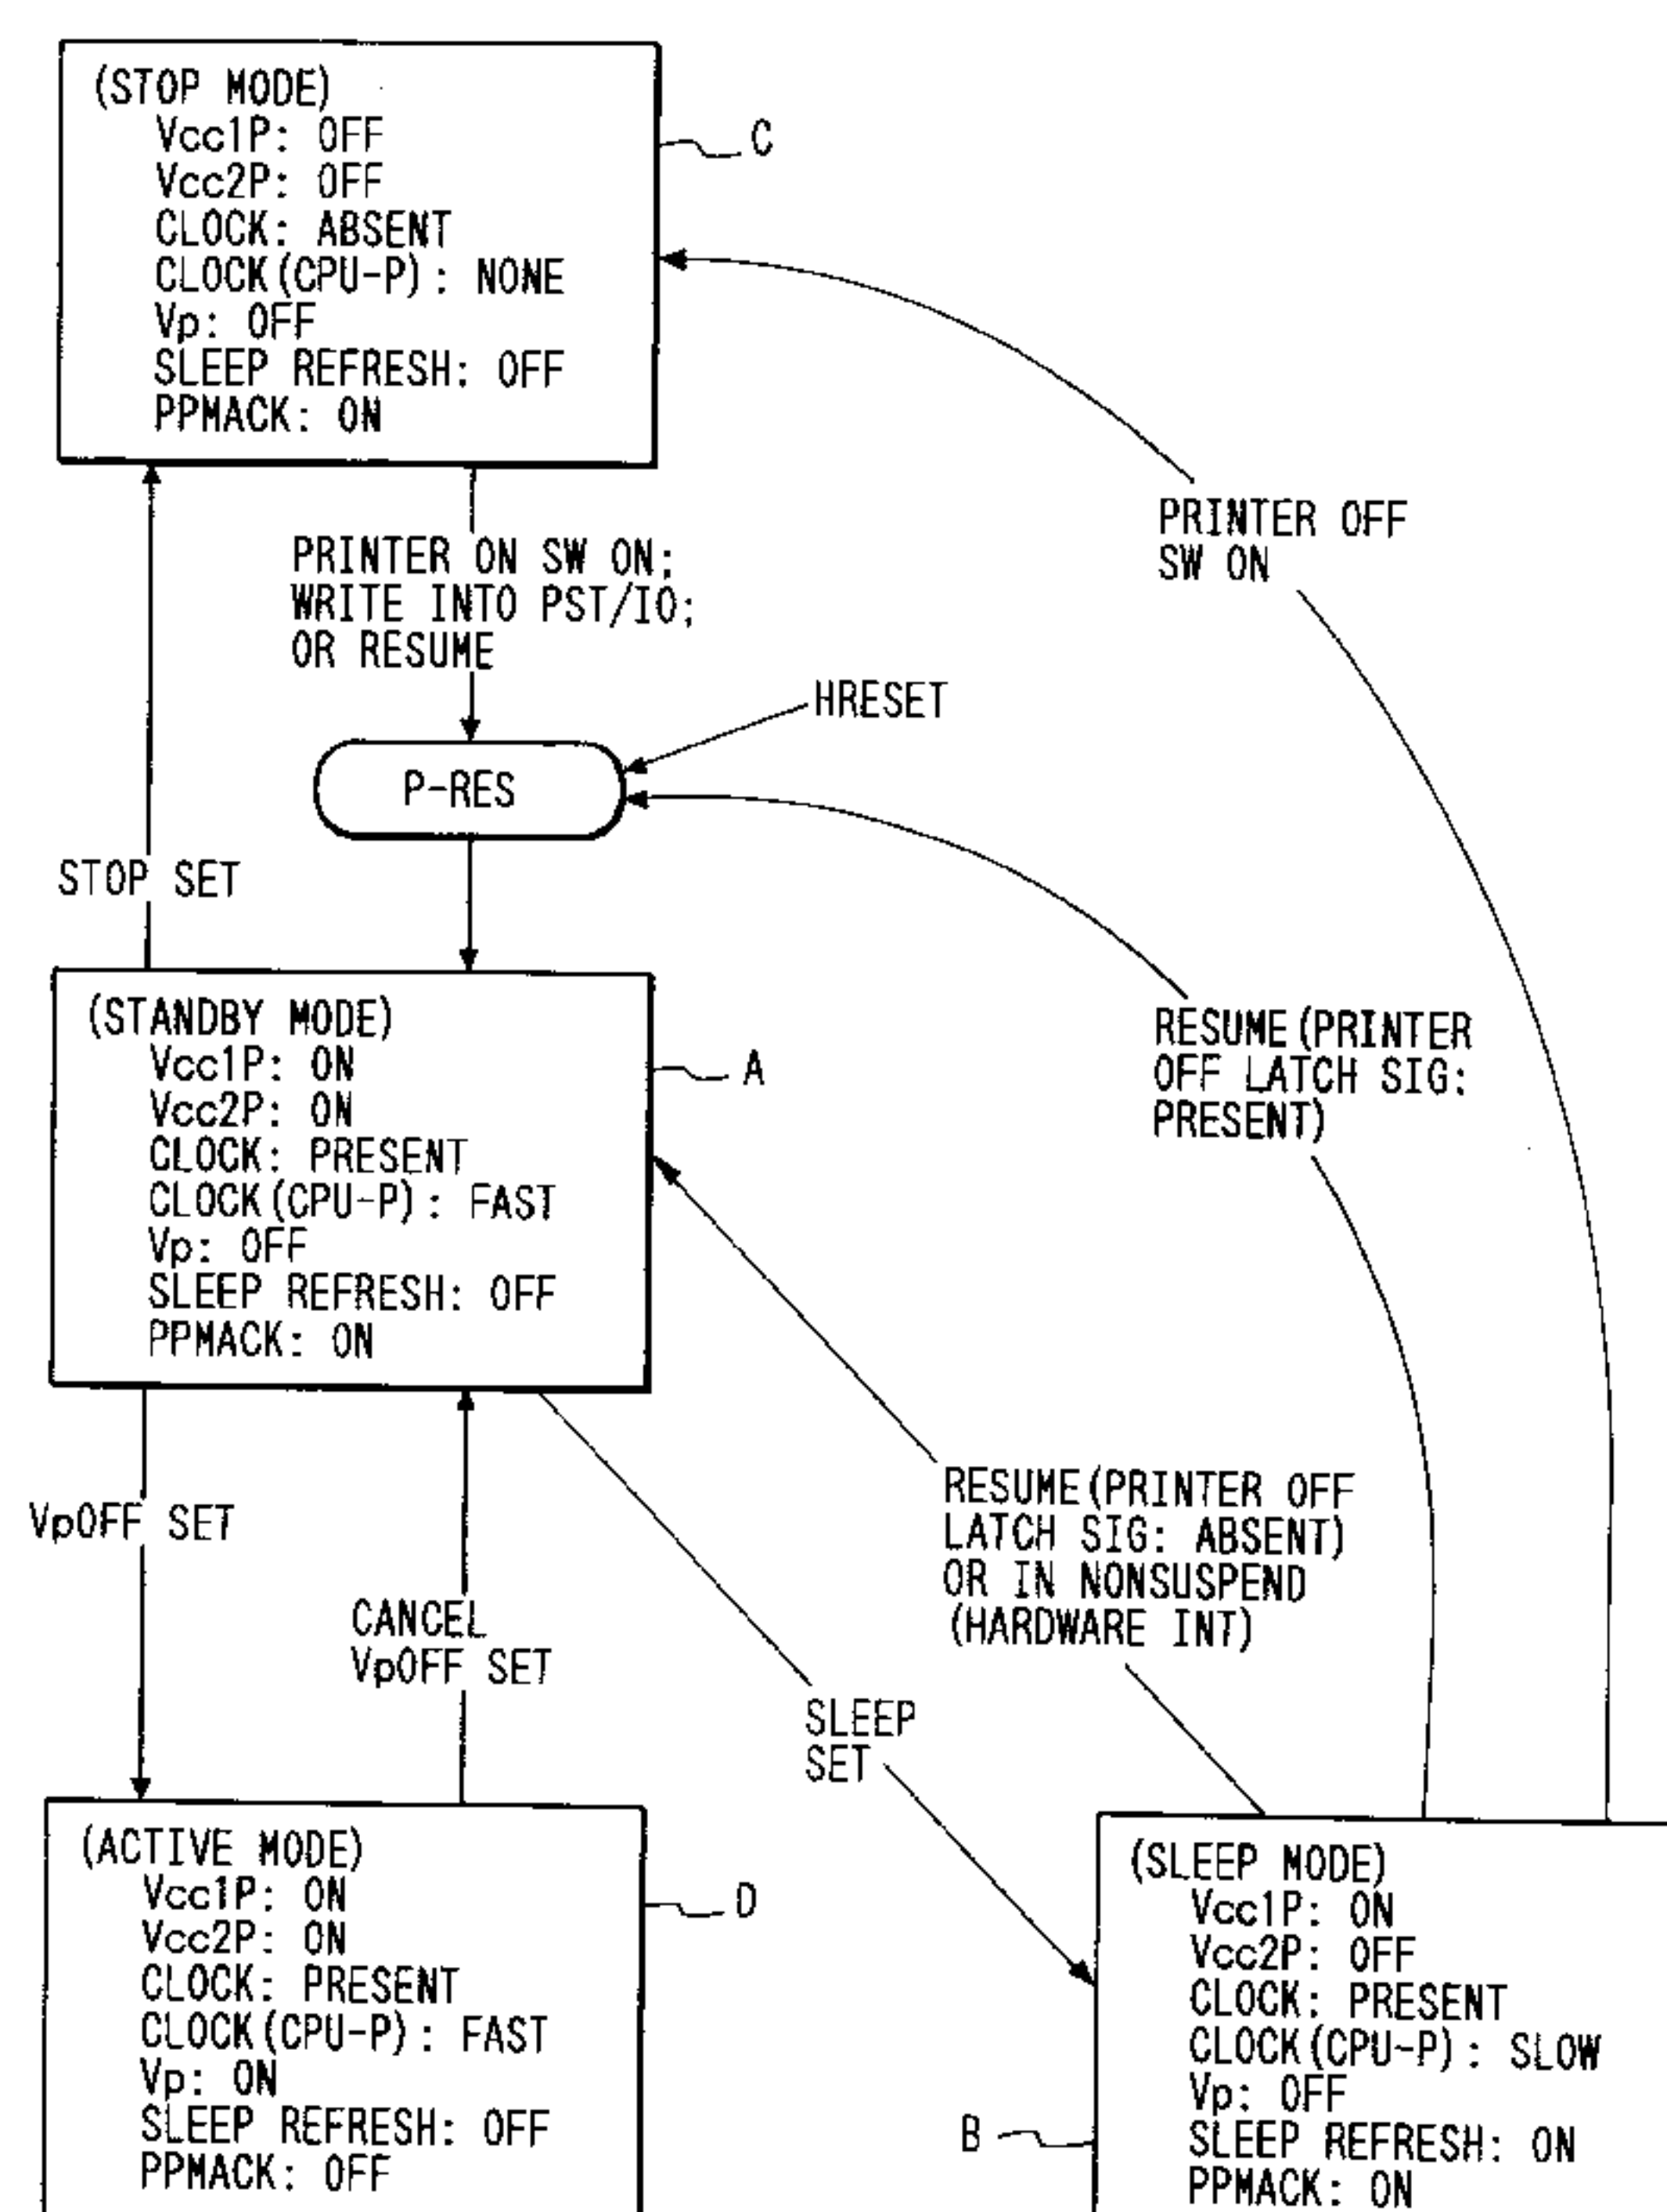 (STOP MODE)
Vcc1P: OFF
Vcc2P: OFF
CLOCK: ABSENT
CLOCK(CPU-P): NONE
Vp: OFF
SLEEP REFRESH: OFF
PPMACK: ON
C
PRINTER OFF
SW ON
PRINTER ON SW ON;
WRITE INTO PST/IO;
OR RESUME
HRESET
P-RES
STOP SET
(STANDBY MODE)
Vcc1P: ON
Vcc2P: ON
CLOCK: PRESENT
CLOCK(CPU-P): FAST
Vp: OFF
SLEEP REFRESH: OFF
PPMACK: ON
A
RESUME(PRINTER
OFF LATCH SIG:
PRESENT)
VpOFF SET
CANCEL
VpOFF SET
RESUME(PRINTER OFF
LATCH SIG: ABSENT)
OR IN NONSUSPEND
(HARDWARE INT)
SLEEP
SET
(ACTIVE MODE)
Vcc1P: ON
Vcc2P: ON
CLOCK: PRESENT
CLOCK(CPU-P): FAST
Vp: ON
SLEEP REFRESH: OFF
PPMACK: OFF
D
(SLEEP MODE)
Vcc1P: ON
Vcc2P: OFF
CLOCK: PRESENT
CLOCK(CPU-P): SLOW
Vp: OFF
SLEEP REFRESH: ON
PPMACK: ON
B